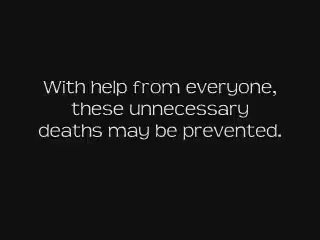 With help from everyone,
these unnecessary
deaths may be prevented.